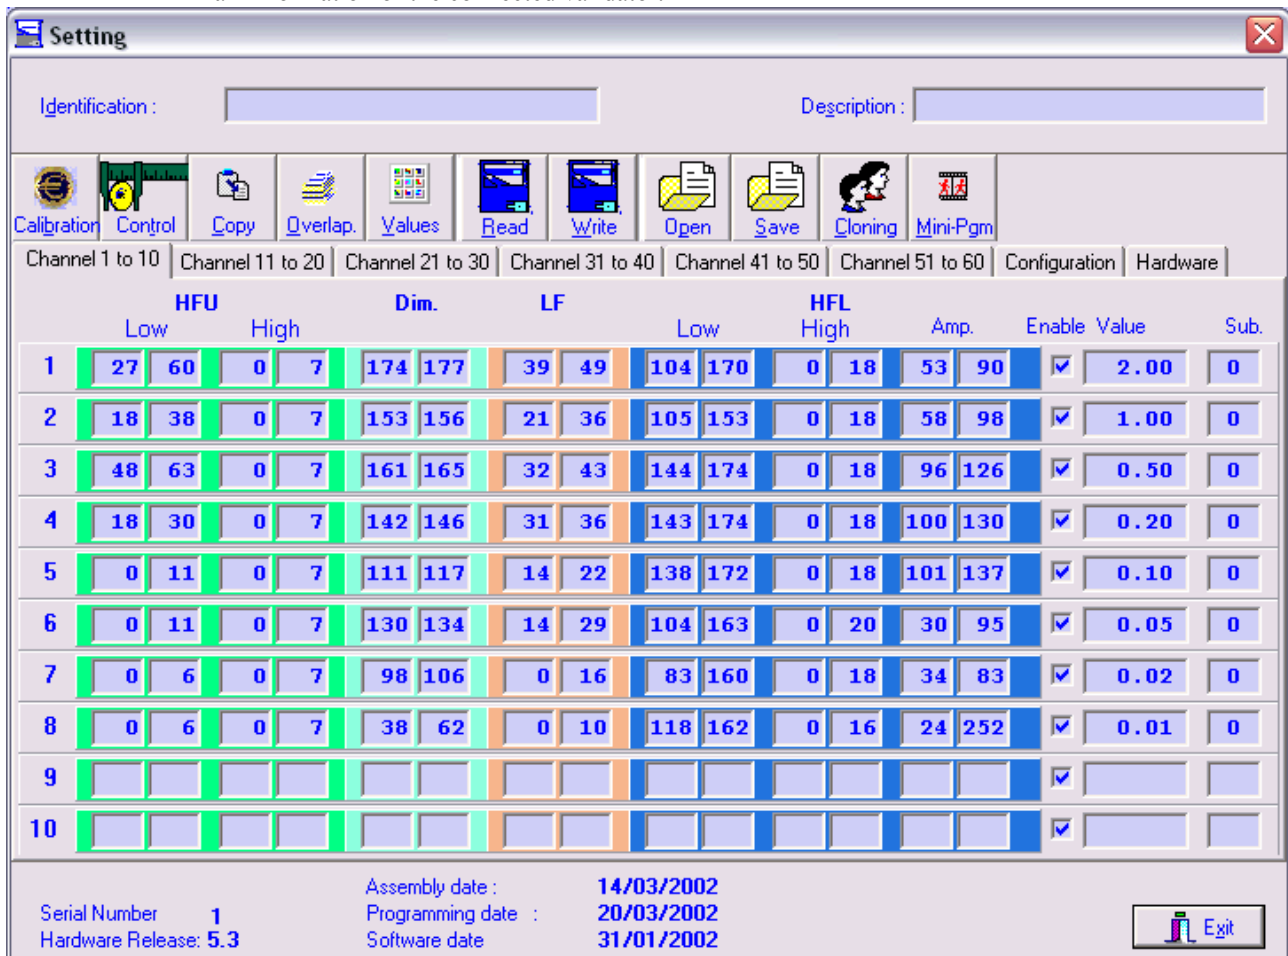 Setting
Identification : Description :
Calibration Control Copy Overlap. Values Read Write Open Save Cloning Mini-Pgm
Channel 1 to 10 Channel 11 to 20 Channel 21 to 30 Channel 31 to 40 Channel 41 to 50 Channel 51 to 60 Configuration Hardware
HFU Dim. LF HFL
Low High Low High Amp. Enable Value Sub.
1 27 60 0 7 174 177 39 49 104 170 0 18 53 90 2.00 0
2 18 38 0 7 153 156 21 36 105 153 0 18 58 98 1.00 0
3 48 63 0 7 161 165 32 43 144 174 0 18 96 126 0.50 0
4 18 30 0 7 142 146 31 36 143 174 0 18 100 130 0.20 0
5 0 11 0 7 111 117 14 22 138 172 0 18 101 137 0.10 0
6 0 11 0 7 130 134 14 29 104 163 0 20 30 95 0.05 0
7 0 6 0 7 98 106 0 16 83 160 0 18 34 83 0.02 0
8 0 6 0 7 38 62 0 10 118 162 0 16 24 252 0.01 0
9
10
Assembly date : 14/03/2002
Serial Number 1 Programming date : 20/03/2002
Hardware Release: 5.3 Software date 31/01/2002
Exit